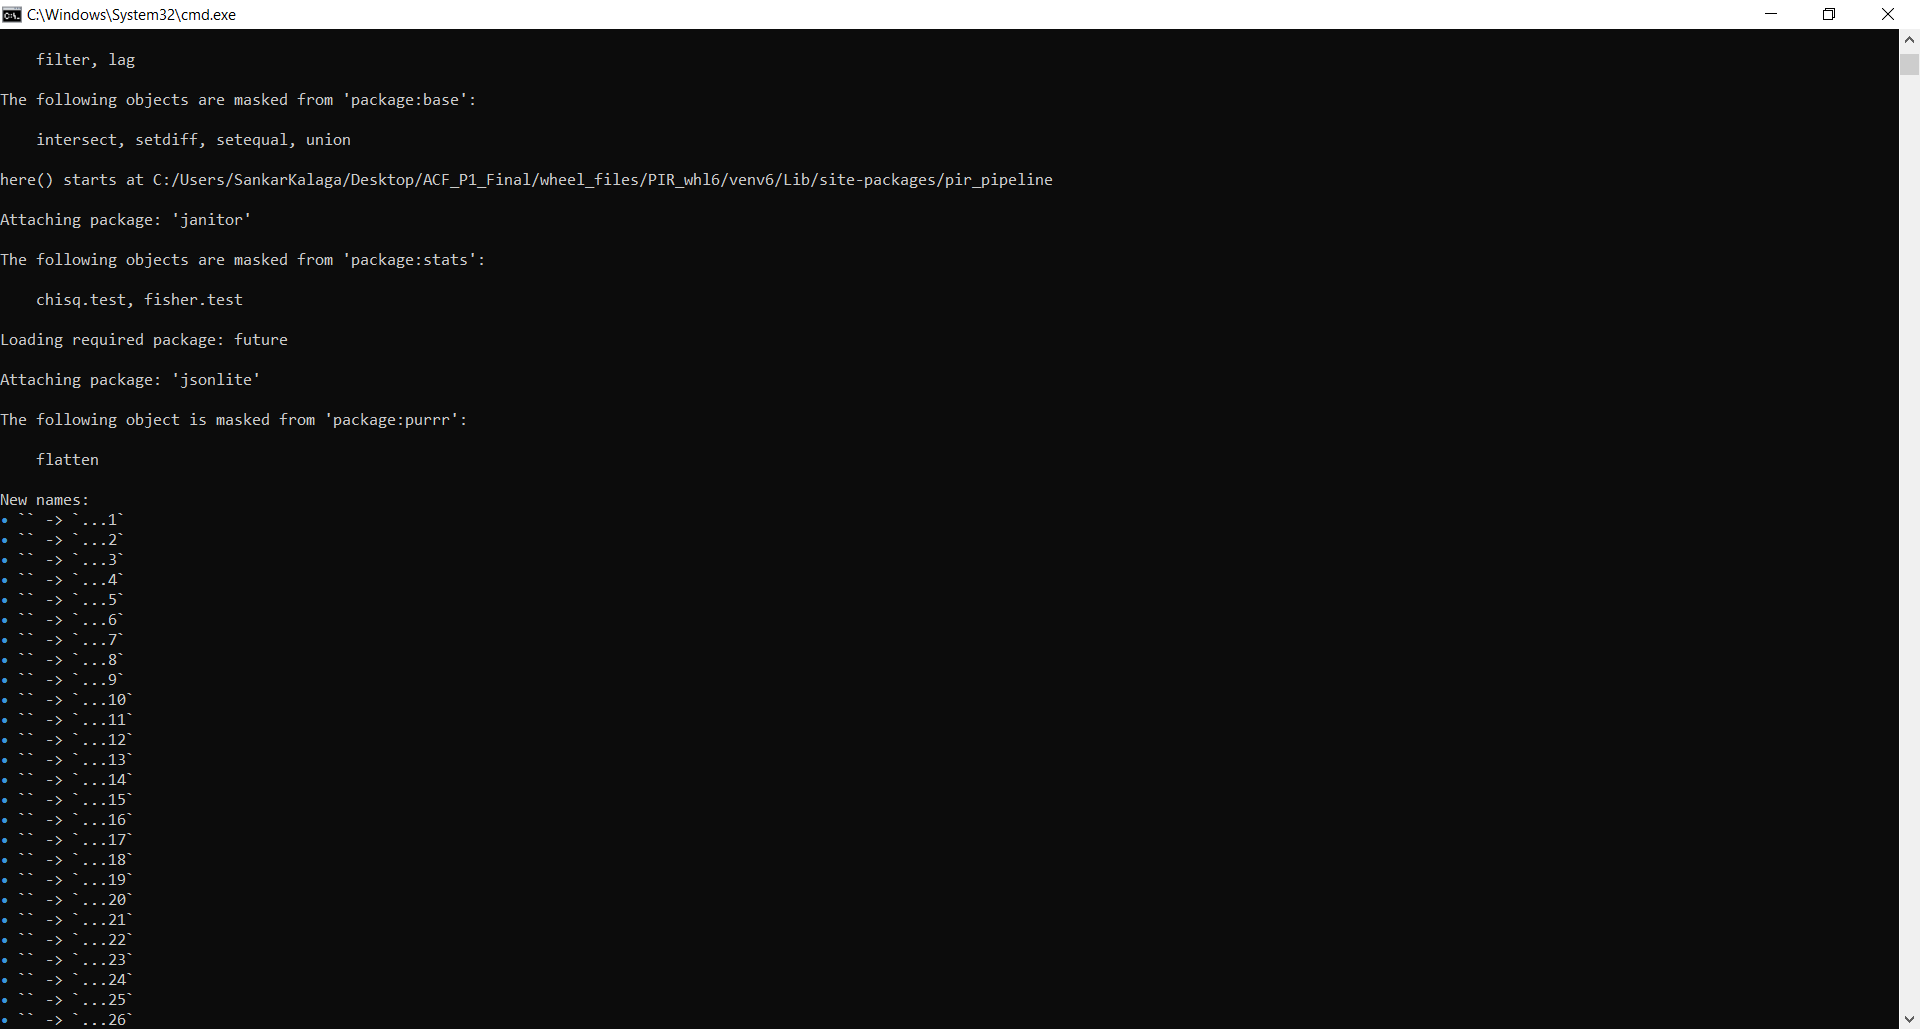 C:\Windows\System32\cmd.exe
filter, lag
The following objects are masked from 'package:base':
intersect, setdiff, setequal, union
here() starts at C:/Users/SankarKalaga/Desktop/ACF_P1_Final/wheel_files/PIR_whl6/venv6/Lib/site-packages/pir_pipeline
Attaching package: 'janitor'
The following objects are masked from 'package:stats':
chisq.test, fisher.test
Loading required package: future
Attaching package: 'jsonlite'
The following object is masked from 'package:purrr':
flatten
New names:
• `` -> `...1`
• `` -> `...2`
• `` -> `...3`
• `` -> `...4`
• `` -> `...5`
• `` -> `...6`
• `` -> `...7`
• `` -> `...8`
• `` -> `...9`
• `` -> `...10`
• `` -> `...11`
• `` -> `...12`
• `` -> `...13`
• `` -> `...14`
• `` -> `...15`
• `` -> `...16`
• `` -> `...17`
• `` -> `...18`
• `` -> `...19`
• `` -> `...20`
• `` -> `...21`
• `` -> `...22`
• `` -> `...23`
• `` -> `...24`
• `` -> `...25`
• `` -> `...26`